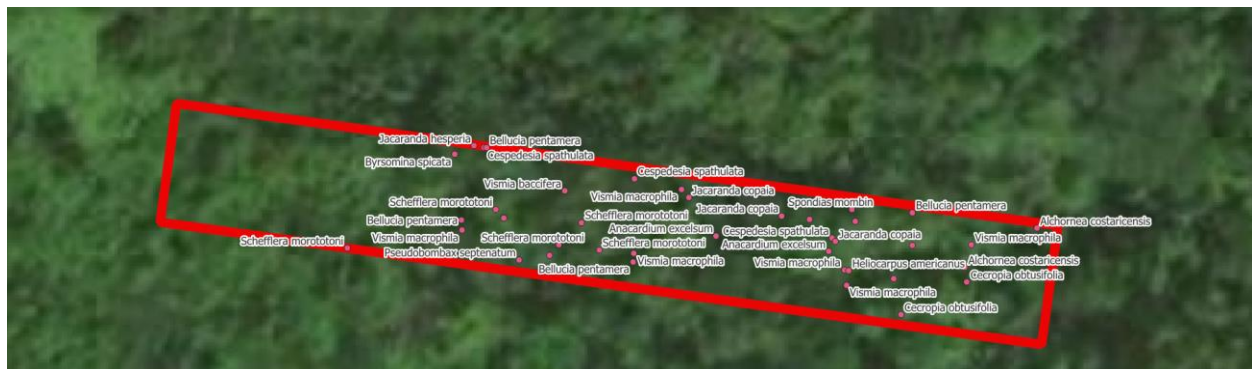 Jacaranda hesperia
Bellucia pentamera
Byrsomina spicata
Cespedesia spathulata
Cespedesia spathulata
Vismia baccifera
Vismia macrophila
Jacaranda copaia
Schefflera morototoni
Spondias mombin
Bellucia pentamera
Jacaranda copaia
Bellucia pentamera
Schefflera morototoni
Alchornea costaricensis
Anacardium excelsum
Cespedesia spathulata
Jacaranda copaia
Vismia macrophila
Schefflera morototoni
Vismia macrophila
Schefflera morototoni
Schefflera morototoni
Anacardium excelsum
Pseudobombax septenatum
Vismia macrophila
Vismia macrophila
Heliocarpus americanus
Alchornea costaricensis
Bellucia pentamera
Cecropia obtusifolia
Vismia macrophila
Cecropia obtusifolia